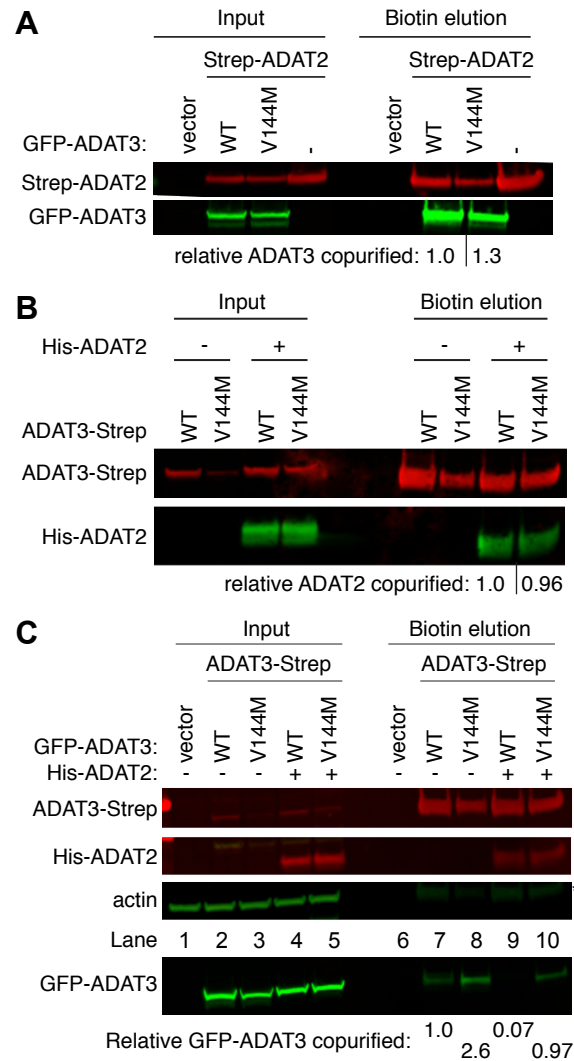 A
Input Biotin elution
Strep-ADAT2 Strep-ADAT2
GFP-ADAT3: vector WT V144M - vector WT V144M -
Strep-ADAT2
GFP-ADAT3
relative ADAT3 copurified: 1.0 1.3
B
Input Biotin elution
His-ADAT2 - + - +
ADAT3-Strep WT V144M WT V144M WT V144M WT V144M
ADAT3-Strep
His-ADAT2
relative ADAT2 copurified: 1.0 0.96
C
Input Biotin elution
ADAT3-Strep ADAT3-Strep
GFP-ADAT3: vector WT V144M WT V144M vector WT V144M WT V144M
His-ADAT2: - - - + + - - - + +
ADAT3-Strep
His-ADAT2
actin
Lane 1 2 3 4 5 6 7 8 9 10
GFP-ADAT3
Relative GFP-ADAT3 copurified: 1.0 2.6 0.07 0.97